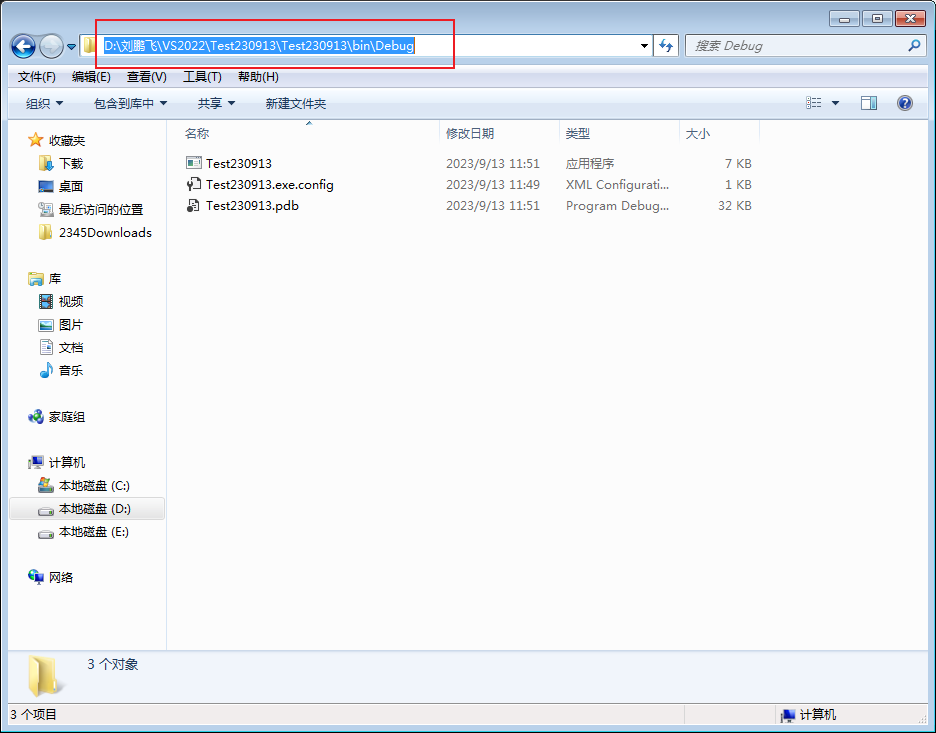 D:\刘鹏飞\VS2022\Test230913\Test230913\bin\Debug
搜索 Debug
文件(F) 编辑(E) 查看(V) 工具(T) 帮助(H)
组织 包含到库中 共享 新建文件夹
名称 修改日期 类型 大小
Test230913 2023/9/13 11:51 应用程序 7 KB
Test230913.exe.config 2023/9/13 11:49 XML Configurati... 1 KB
Test230913.pdb 2023/9/13 11:51 Program Debug... 32 KB
收藏夹
下载
桌面
最近访问的位置
2345Downloads
库
视频
图片
文档
音乐
家庭组
计算机
本地磁盘 (C:)
本地磁盘 (D:)
本地磁盘 (E:)
网络
3 个对象
3 个项目
计算机